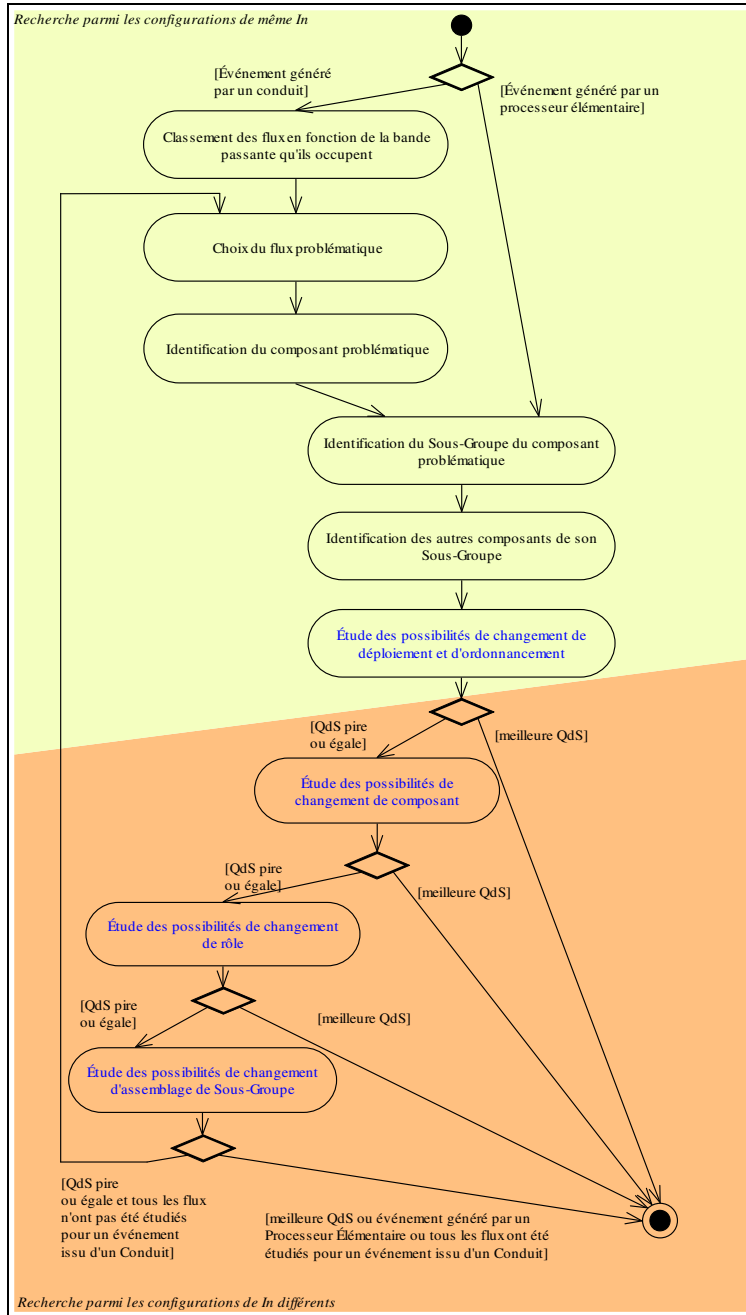 Recherche parmi les configurations de même In
[Événement généré
par un conduit]
[Événement généré par un
processeur élémentaire]
Classement des flux en fonction de la bande
passante qu'ils occupent
Choix du flux problématique
Identification du composant problématique
Identification du Sous-Groupe du composant
problématique
Identification des autres composants de son
Sous-Groupe
Étude des possibilités de changement de
déploiement et d'ordonnancement
[QdS pire
ou égale]
[meilleure QdS]
Étude des possibilités de
changement de composant
[QdS pire
ou égale]
[meilleure QdS]
Étude des possibilités de changement
de rôle
[QdS pire
ou égale]
[meilleure QdS]
Étude des possibilités de changement
d'assemblage de Sous-Groupe
[QdS pire
ou égale et tous les flux
n'ont pas été étudiés
pour un événement
issu d'un Conduit]
[meilleure QdS ou événement généré par un
Processeur Élémentaire ou tous les flux ont été
étudiés pour un événement issu d'un Conduit]
Recherche parmi les configurations de In différents